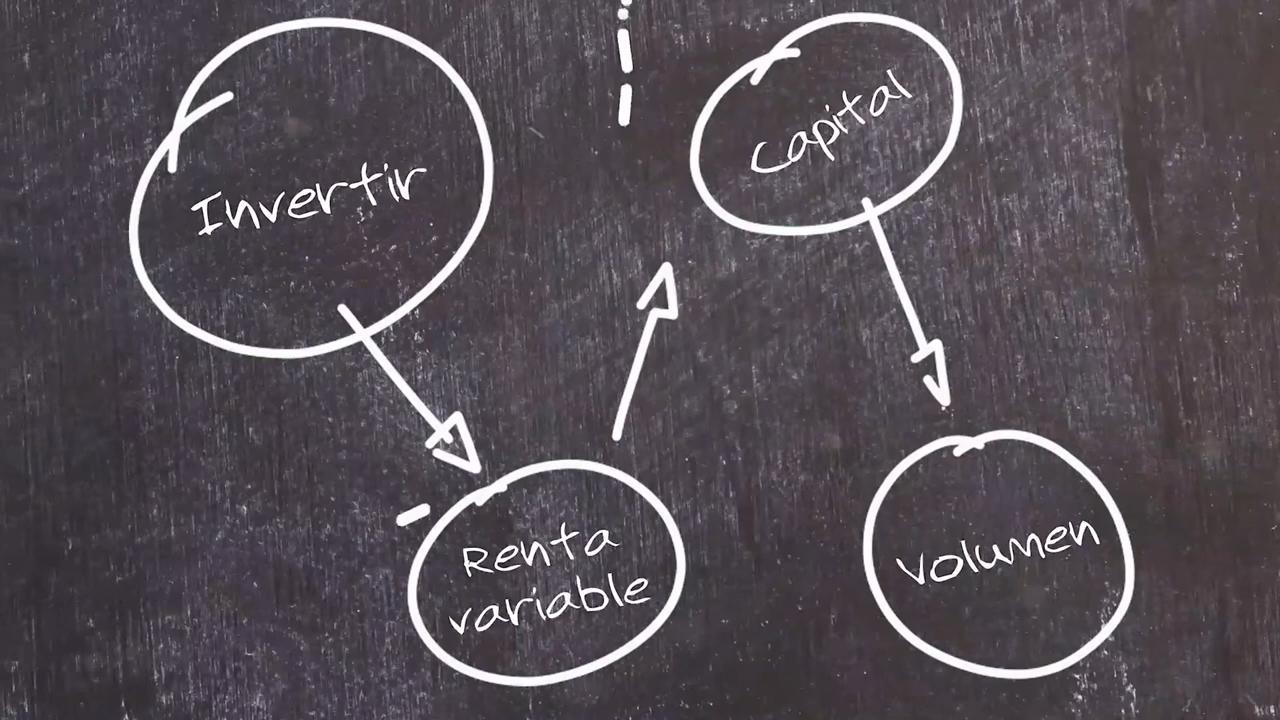 Invertir
Capital
Renta
variable
Volumen